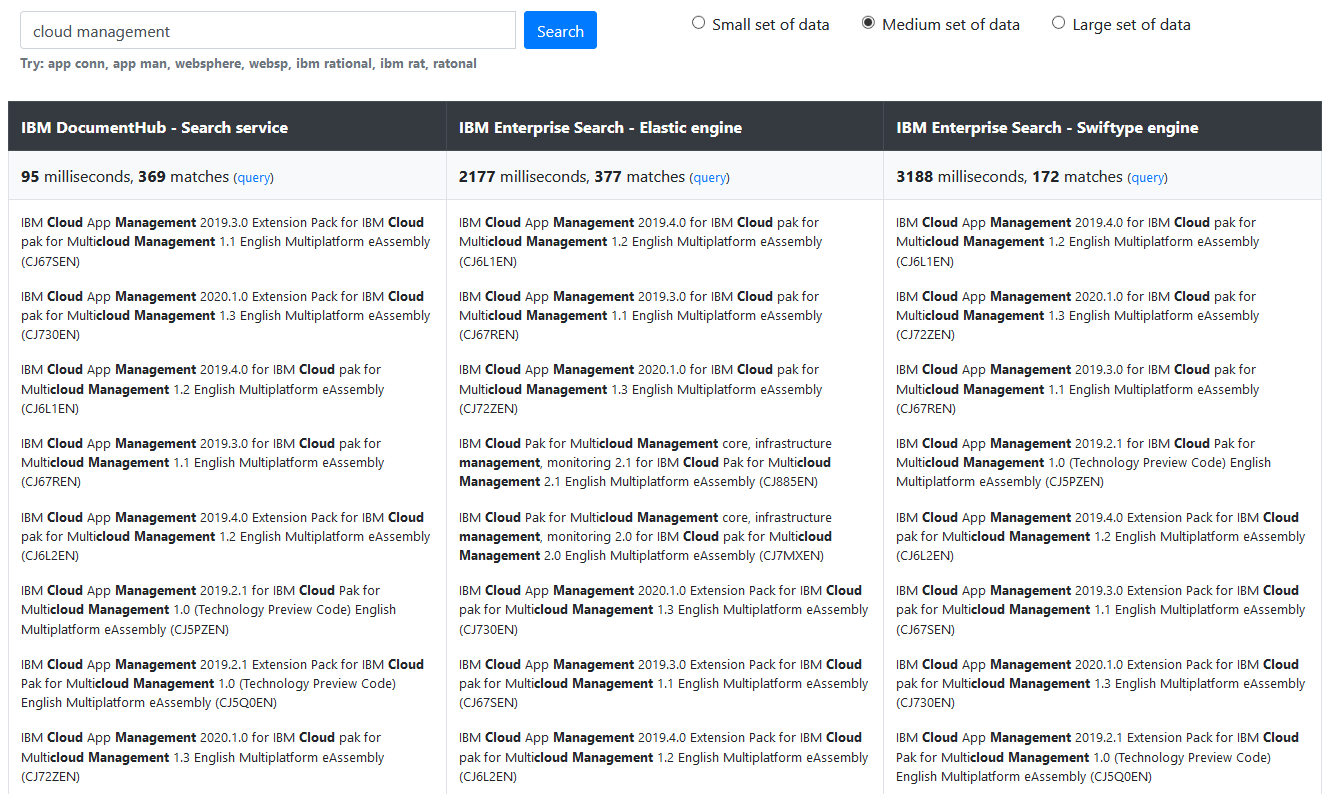 cloud management
Search
Small set of data
Medium set of data
Large set of data
Try: app conn, app man, websphere, websp, ibm rational, ibm rat, ratonal
IBM DocumentHub - Search service
95 milliseconds, 369 matches (query)
IBM Cloud App Management 2019.3.0 Extension Pack for IBM Cloud
pak for Multicloud Management 1.1 English Multiplatform eAssembly
(CJ67SEN)
IBM Cloud App Management 2020.1.0 Extension Pack for IBM Cloud
pak for Multicloud Management 1.3 English Multiplatform eAssembly
(CJ730EN)
IBM Cloud App Management 2019.4.0 for IBM Cloud pak for
Multicloud Management 1.2 English Multiplatform eAssembly
(CJ6L1EN)
IBM Cloud App Management 2019.3.0 for IBM Cloud pak for
Multicloud Management 1.1 English Multiplatform eAssembly
(CJ67REN)
IBM Cloud App Management 2019.4.0 Extension Pack for IBM Cloud
pak for Multicloud Management 1.2 English Multiplatform eAssembly
(CJ6L2EN)
IBM Cloud App Management 2019.2.1 for IBM Cloud Pak for
Multicloud Management 1.0 (Technology Preview Code) English
Multiplatform eAssembly (CJ5PZEN)
IBM Cloud App Management 2019.2.1 Extension Pack for IBM Cloud
Pak for Multicloud Management 1.0 (Technology Preview Code)
English Multiplatform eAssembly (CJ5Q0EN)
IBM Cloud App Management 2020.1.0 for IBM Cloud pak for
Multicloud Management 1.3 English Multiplatform eAssembly
(CJ72ZEN)
IBM Enterprise Search - Elastic engine
2177 milliseconds, 377 matches (query)
IBM Cloud App Management 2019.4.0 for IBM Cloud pak for
Multicloud Management 1.2 English Multiplatform eAssembly
(CJ6L1EN)
IBM Cloud App Management 2019.3.0 for IBM Cloud pak for
Multicloud Management 1.1 English Multiplatform eAssembly
(CJ67REN)
IBM Cloud App Management 2020.1.0 for IBM Cloud pak for
Multicloud Management 1.3 English Multiplatform eAssembly
(CJ72ZEN)
IBM Cloud Pak for Multicloud Management core, infrastructure
management, monitoring 2.1 for IBM Cloud Pak for Multicloud
Management 2.1 English Multiplatform eAssembly (CJ885EN)
IBM Cloud Pak for Multicloud Management core, infrastructure
management, monitoring 2.0 for IBM Cloud pak for Multicloud
Management 2.0 English Multiplatform eAssembly (CJ7MXEN)
IBM Cloud App Management 2020.1.0 Extension Pack for IBM Cloud
pak for Multicloud Management 1.3 English Multiplatform eAssembly
(CJ730EN)
IBM Cloud App Management 2019.3.0 Extension Pack for IBM Cloud
pak for Multicloud Management 1.1 English Multiplatform eAssembly
(CJ67SEN)
IBM Cloud App Management 2019.4.0 Extension Pack for IBM Cloud
pak for Multicloud Management 1.2 English Multiplatform eAssembly
(CJ6L2EN)
IBM Enterprise Search - Swiftype engine
3188 milliseconds, 172 matches (query)
IBM Cloud App Management 2019.4.0 for IBM Cloud pak for
Multicloud Management 1.2 English Multiplatform eAssembly
(CJ6L1EN)
IBM Cloud App Management 2020.1.0 for IBM Cloud pak for
Multicloud Management 1.3 English Multiplatform eAssembly
(CJ72ZEN)
IBM Cloud App Management 2019.3.0 for IBM Cloud pak for
Multicloud Management 1.1 English Multiplatform eAssembly
(CJ67REN)
IBM Cloud App Management 2019.2.1 for IBM Cloud Pak for
Multicloud Management 1.0 (Technology Preview Code) English
Multiplatform eAssembly (CJ5PZEN)
IBM Cloud App Management 2019.4.0 Extension Pack for IBM Cloud
pak for Multicloud Management 1.2 English Multiplatform eAssembly
(CJ6L2EN)
IBM Cloud App Management 2019.3.0 Extension Pack for IBM Cloud
pak for Multicloud Management 1.1 English Multiplatform eAssembly
(CJ67SEN)
IBM Cloud App Management 2020.1.0 Extension Pack for IBM Cloud
pak for Multicloud Management 1.3 English Multiplatform eAssembly
(CJ730EN)
IBM Cloud App Management 2019.2.1 Extension Pack for IBM Cloud
Pak for Multicloud Management 1.0 (Technology Preview Code)
English Multiplatform eAssembly (CJ5Q0EN)